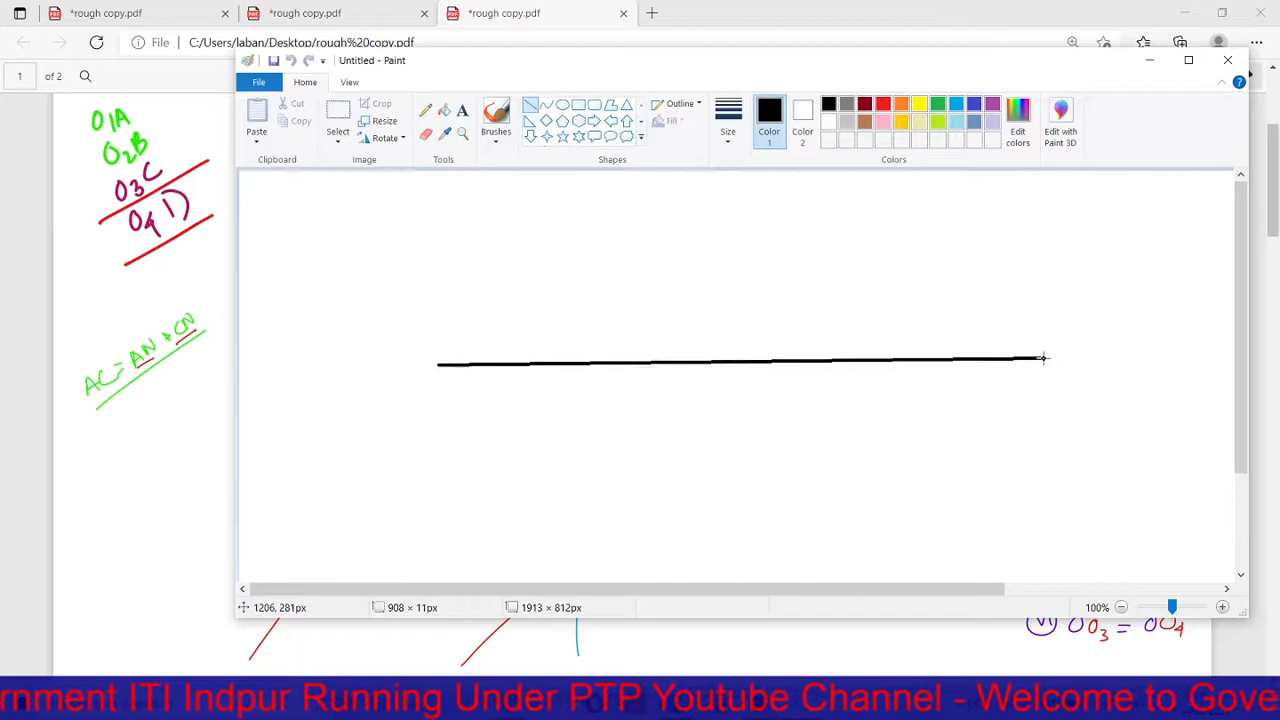 *rough copy.pdf
*rough copy.pdf
*rough copy.pdf
File
C:/Users/laban/Desktop/rough%20copy.pdf
1 of 2
Untitled - Paint
File
Home
View
Paste
Cut
Copy
Clipboard
Select
Crop
Resize
Rotate
Image
A
Tools
Brushes
Outline
Fill
Shapes
Size
Color
1
Color
2
Edit
colors
Edit with
Paint 3D
Colors
O1A
O2B
O3C
O4D
AC = AN + CN
1206, 281px
908 × 11px
1913 × 812px
100%
(VI) OO3 = OO4
rnment ITI Indpur Running Under PTP Youtube Channel - Welcome to Gove